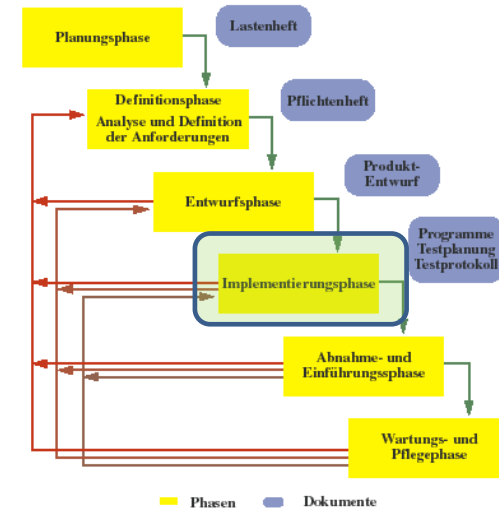 Planungsphase
Lastenheft
Definitionsphase
Analyse und Definition
der Anforderungen
Pflichtenheft
Entwurfsphase
Produkt-
Entwurf
Implementierungsphase
Programme
Testplanung
Testprotokoll
Abnahme- und
Einführungssphase
Wartungs- und
Pflegephase
Phasen
Dokumente